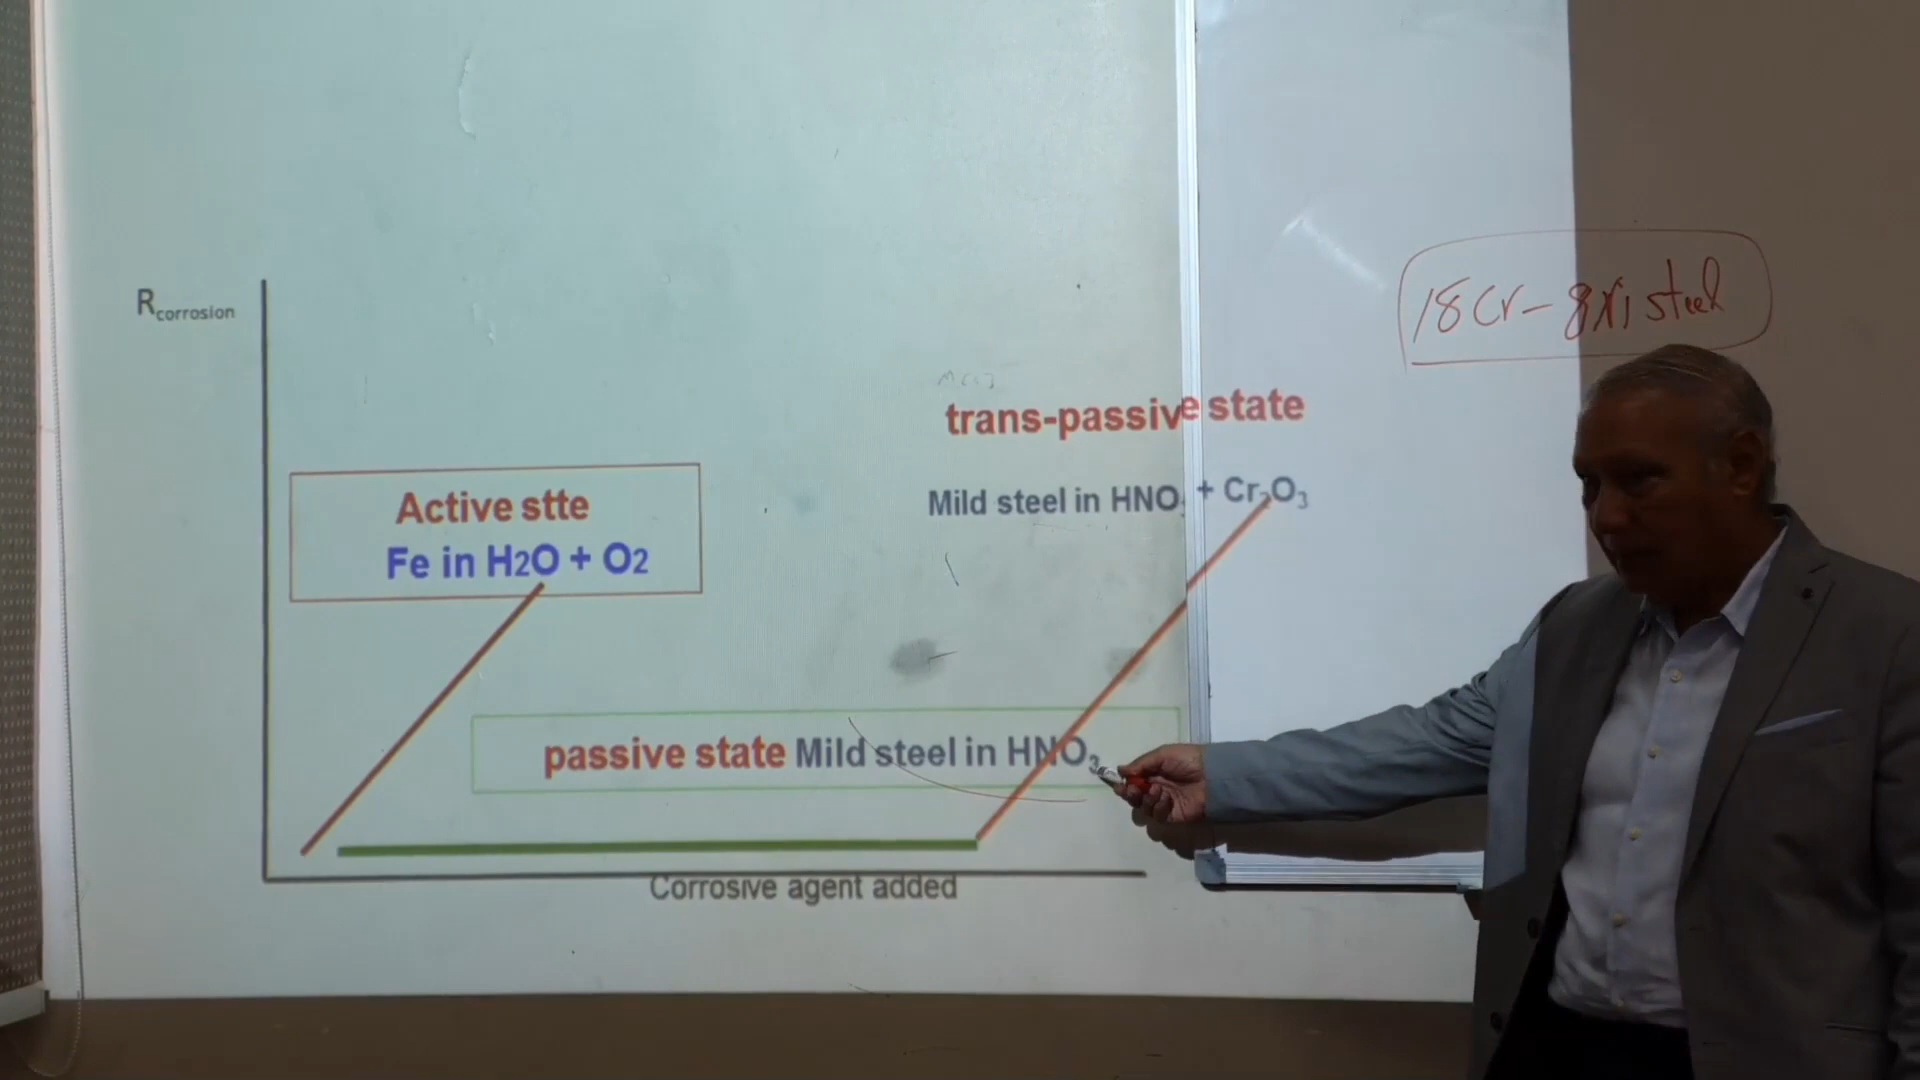 18Cr-8Ni steel
Rcorrosion
trans-passive state
Mild steel in HNO3 + Cr2O3
Active stte
Fe in H2O + O2
passive state Mild steel in HNO3
Corrosive agent added